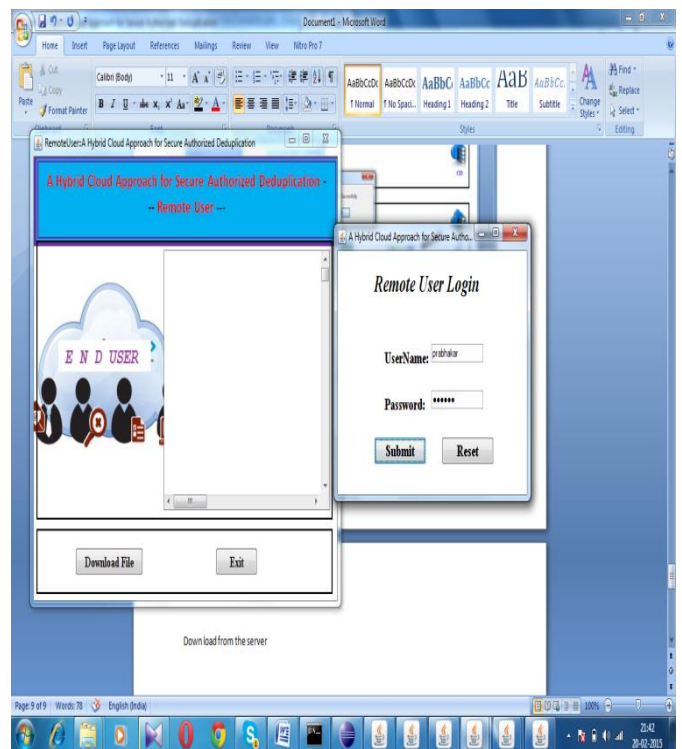 Document1 - Microsoft Word
Home Insert Page Layout References Mailings Review View Nitro Pro 7
Cut
Copy
Format Painter
Paste
Calibri (Body) 11
AaBbCcDc AaBbCcDc AaBbC AaBbCc AaB AaBbCc.
¶ Normal ¶ No Spaci... Heading 1 Heading 2 Title Subtitle
Change Styles
Find
Replace
Select
Clipboard Font Paragraph Styles Editing
RemoteUser::A Hybrid Cloud Approach for Secure Authorized Deduplication
A Hybrid Cloud Approach for Secure Authorized Deduplication -
-- Remote User ---
END USER
Download File Exit
A Hybrid Cloud Approach for Secure Autho...
Remote User Login
UserName: prabhakar
Password: ••••••
Submit Reset
Down load from the server
Page: 9 of 9 Words: 78 English (India) 100%
21:42
20-02-2015